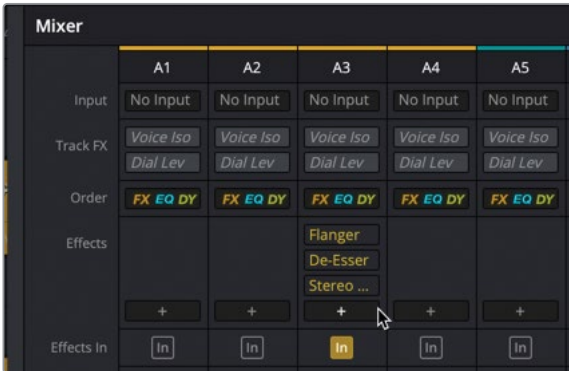 Mixer
A1 A2 A3 A4 A5
Input No Input No Input No Input No Input No Input
Track FX Voice Iso Voice Iso Voice Iso Voice Iso Voice Iso
Dial Lev Dial Lev Dial Lev Dial Lev Dial Lev
Order FX EQ DY FX EQ DY FX EQ DY FX EQ DY FX EQ DY
Effects Flanger
De-Esser
Stereo ...
+ + + + +
Effects In In In In In In